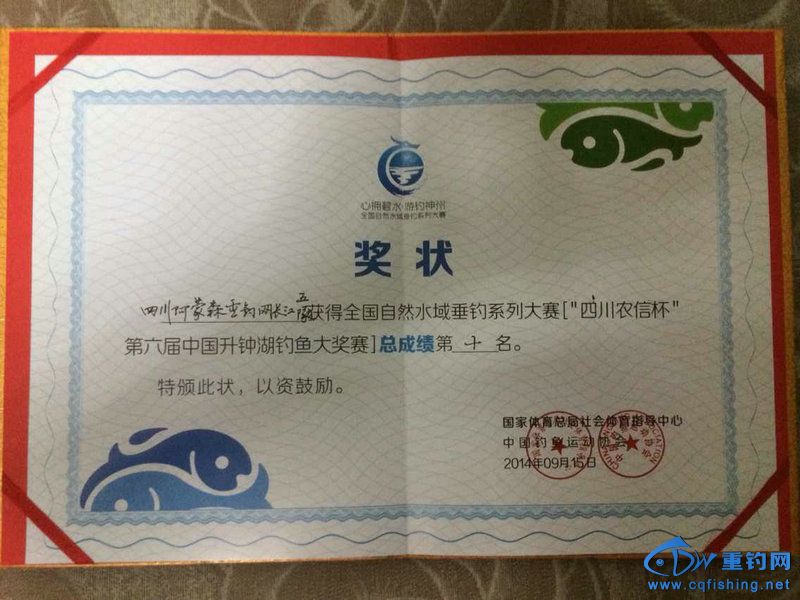 心拥碧水·游钓神州
全国自然水域垂钓系列大赛
奖状
四川阿蒙森重钓网长江五队获得全国自然水域垂钓系列大赛["四川农信杯"
第六届中国升钟湖钓鱼大奖赛]总成绩第十名。
特颁此状，以资鼓励。
国家体育总局社会体育指导中心
中国钓鱼运动协会
2014年09月15日
重钓网
www.cqfishing.net